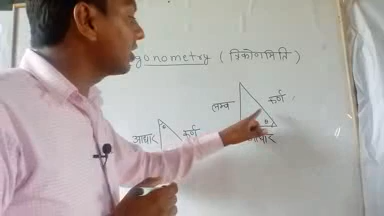 gonometry (त्रिकोणमिति)
लम्ब
कर्ण
θ
आधार
θ
आधार
कर्ण